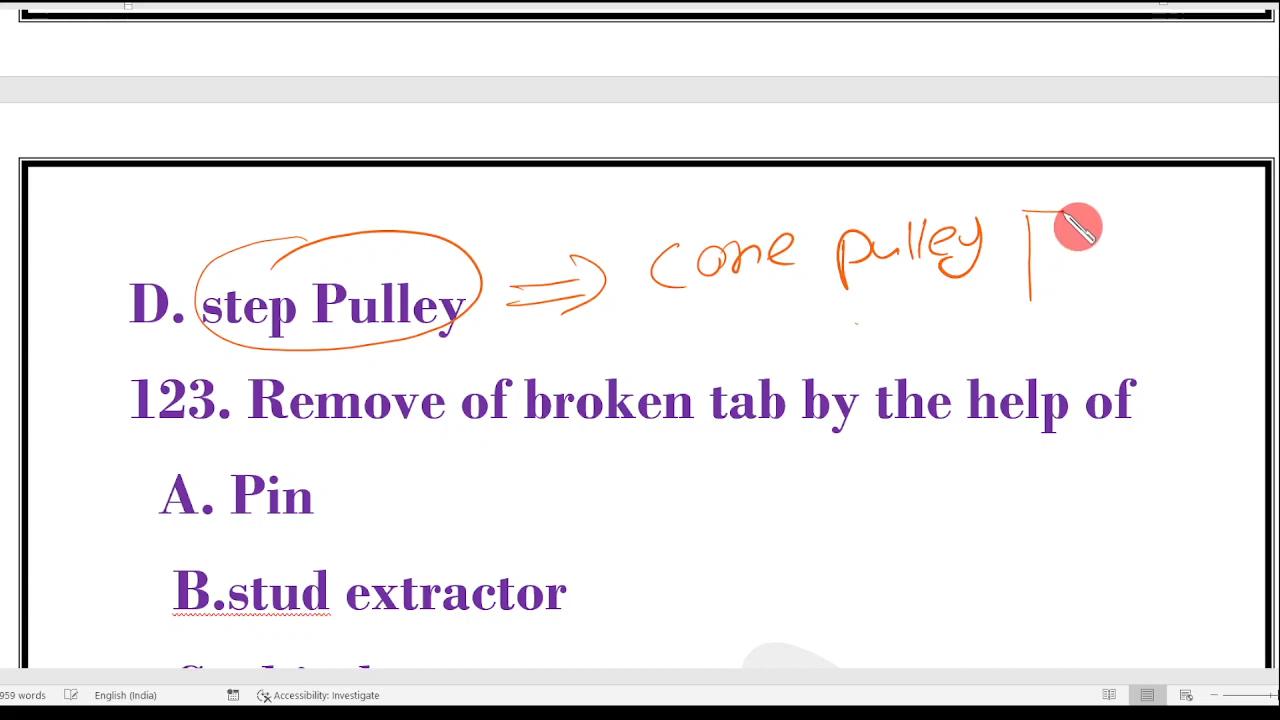 D. step Pulley ⇒ cone pulley
123. Remove of broken tab by the help of
A. Pin
B.stud extractor
959 words English (India) Accessibility: Investigate